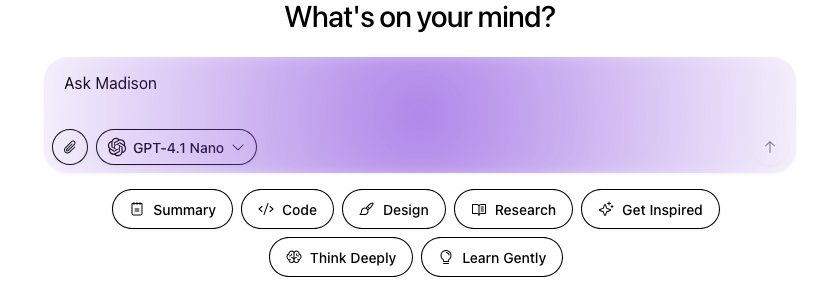 What's on your mind?
Ask Madison
GPT-4.1 Nano
Summary
Code
Design
Research
Get Inspired
Think Deeply
Learn Gently